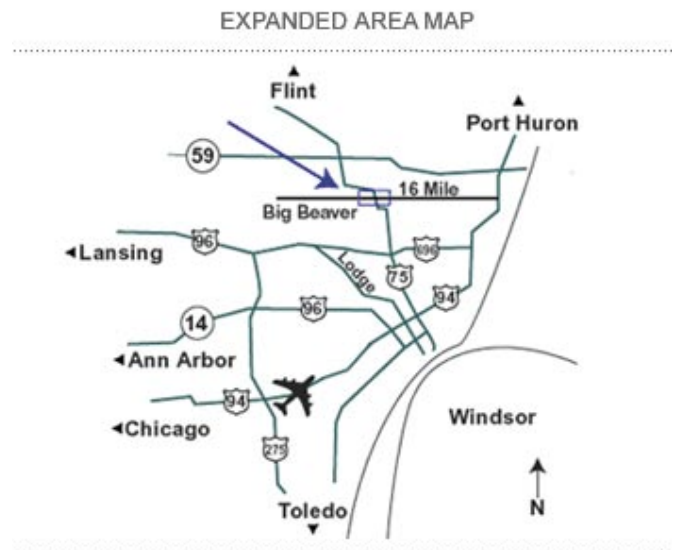 EXPANDED AREA MAP
Flint
Port Huron
59
16 Mile
Big Beaver
96
Lansing
696
Lodge
75
94
96
14
Ann Arbor
94
Chicago
Windsor
275
N
Toledo